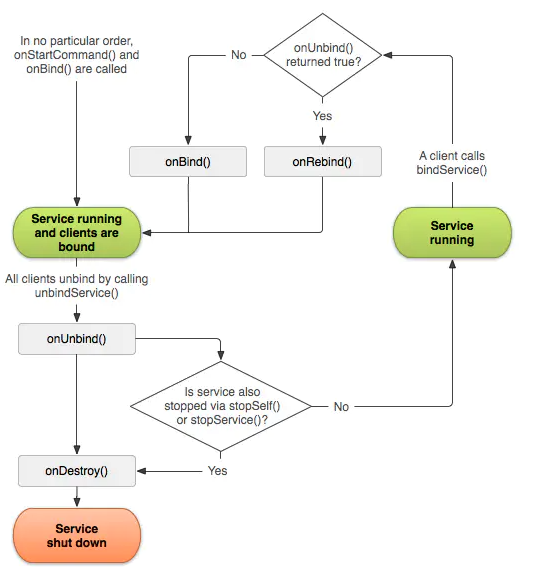 In no particular order,
onStartCommand() and
onBind() are called
No
onUnbind()
returned true?
Yes
onBind()
onRebind()
A client calls
bindService()
Service running
and clients are
bound
Service
running
All clients unbind by calling
unbindService()
onUnbind()
Is service also
stopped via stopSelf()
or stopService()?
No
onDestroy()
Yes
Service
shut down